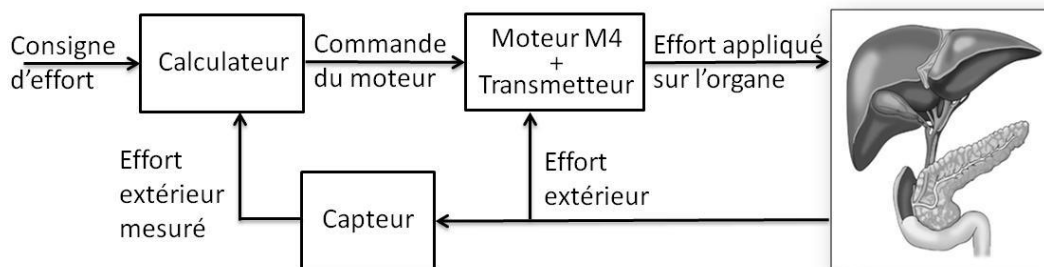 Consigne
d'effort
Calculateur
Commande
du moteur
Moteur M4
+
Transmetteur
Effort appliqué
sur l'organe
Effort
extérieur
mesuré
Capteur
Effort
extérieur